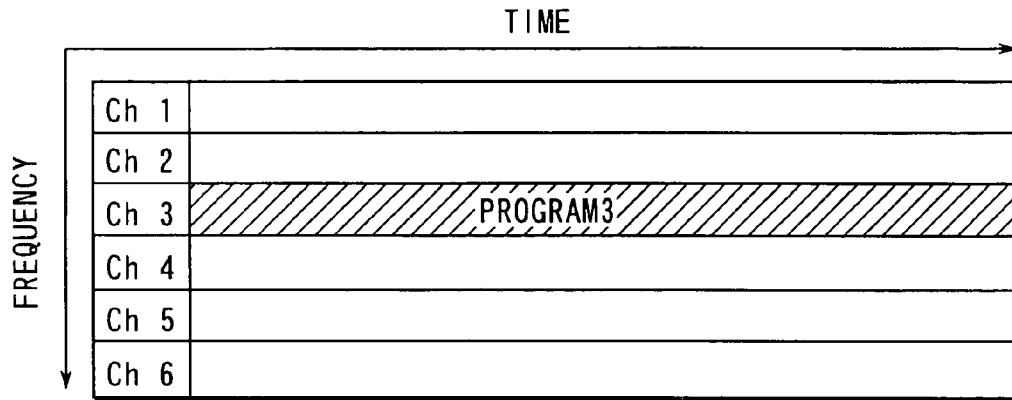 TIME
FREQUENCY
Ch 1
Ch 2
Ch 3 PROGRAM3
Ch 4
Ch 5
Ch 6